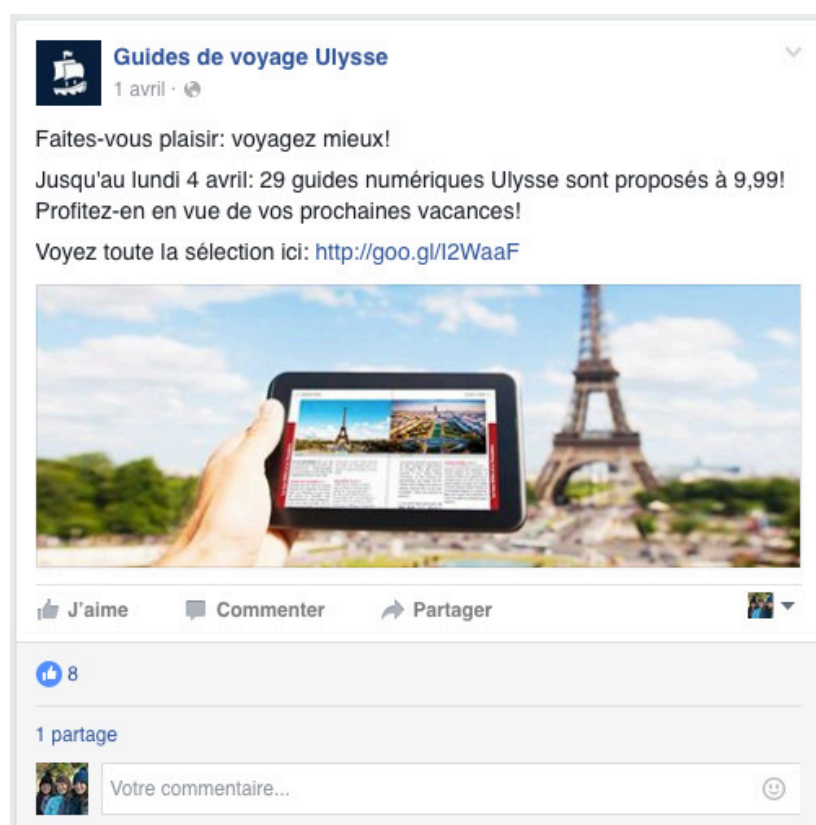 Guides de voyage Ulysse
1 avril ·
Faites-vous plaisir: voyagez mieux!
Jusqu'au lundi 4 avril: 29 guides numériques Ulysse sont proposés à 9,99!
Profitez-en en vue de vos prochaines vacances!
Voyez toute la sélection ici: http://goo.gl/I2WaaF
J'aime Commenter Partager
8
1 partage
Votre commentaire...